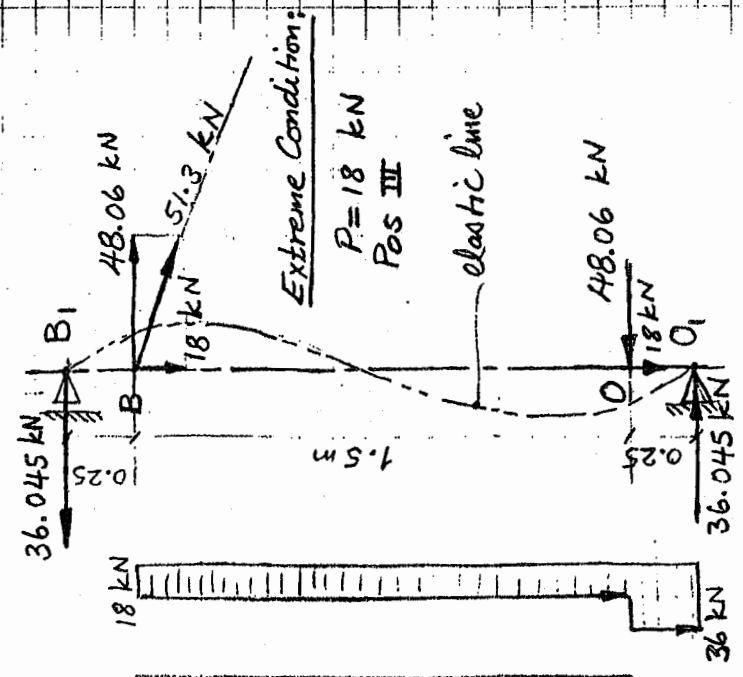 B1
36.045 kN
48.06 kN
51.3 kN
18 kN
B
0.25
Extreme Condition:
P = 18 kN
Pos III
elastic line
1.5 m
18 kN
48.06 kN
O
18 kN
0.25
O1
36.045 kN
36 kN